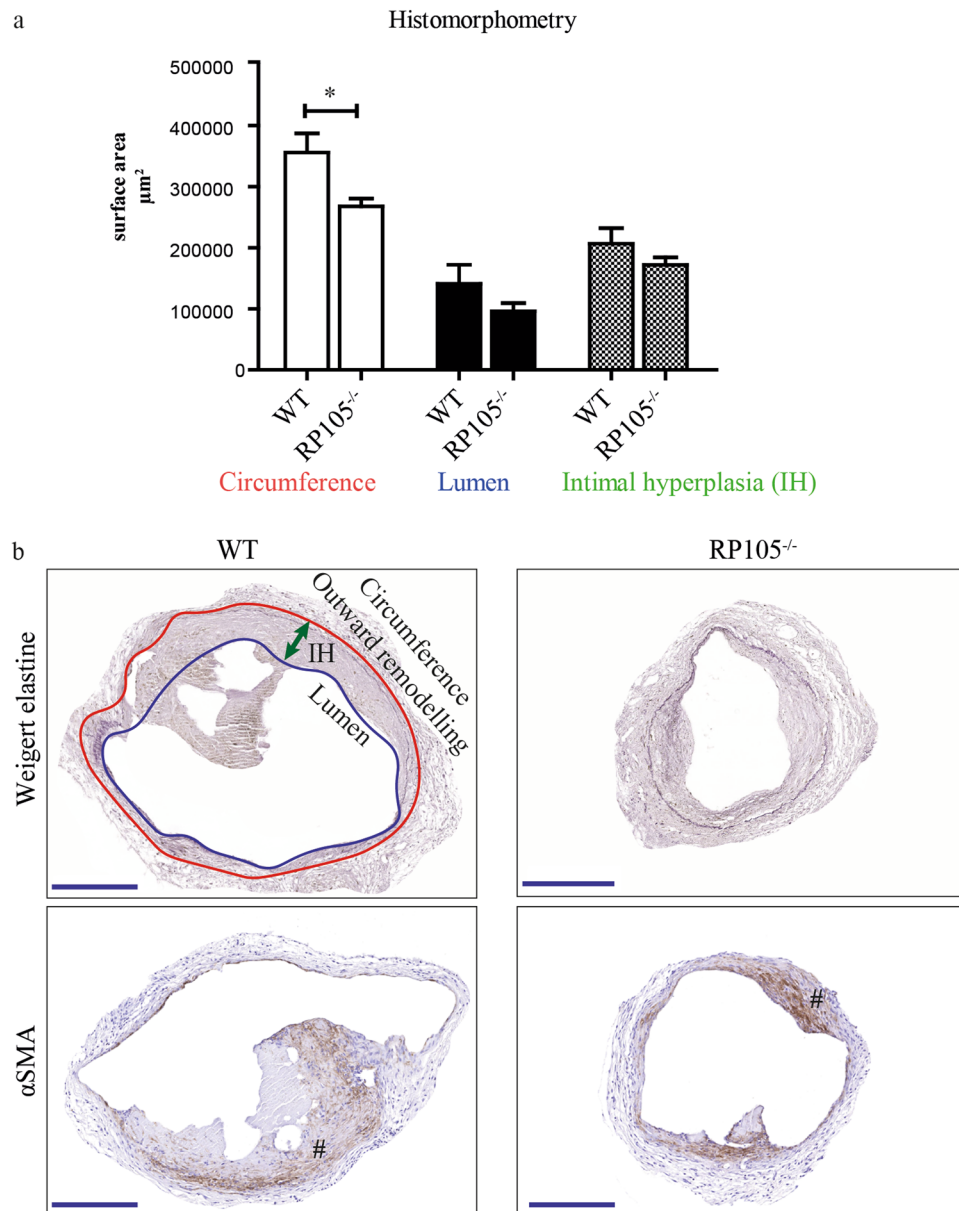 a
Histomorphometry
500000
400000
300000
200000
100000
0
surface area
μm²
*
WT
RP105⁻/⁻
WT
RP105⁻/⁻
WT
RP105⁻/⁻
Circumference
Lumen
Intimal hyperplasia (IH)
b
WT
RP105⁻/⁻
Weigert elastine
Circumference
Outward remodelling
IH
Lumen
αSMA
#
#